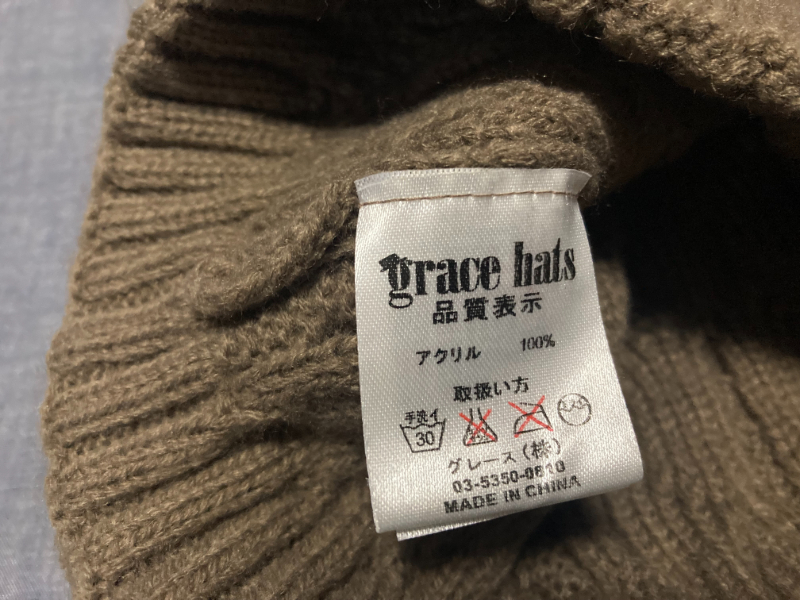 grace hats
品質表示
アクリル 100%
取扱い方
手洗イ
30
グレース (株)
03-5350-0810
MADE IN CHINA